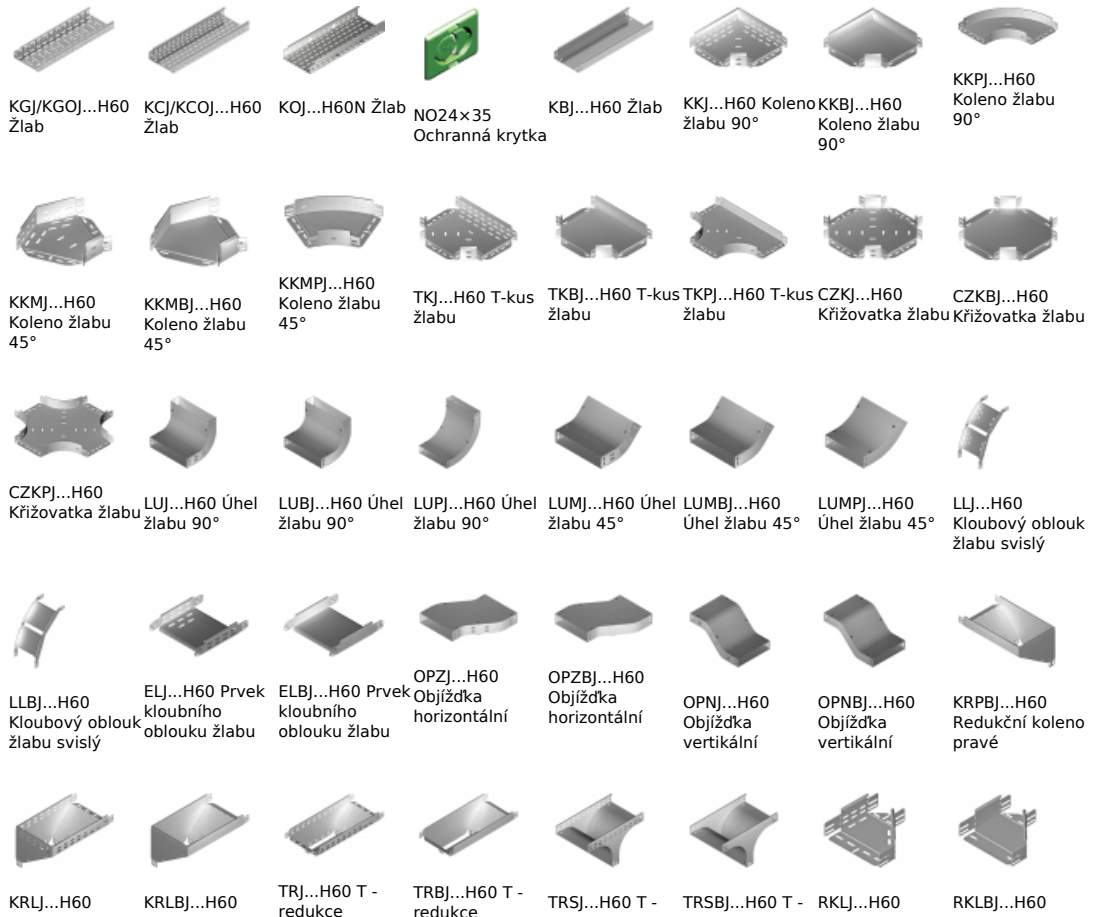 KGJ/KGOJ...H60
Žlab
KCJ/KCOJ...H60
Žlab
KOJ...H60N Žlab
NO24×35
Ochranná krytka
KBJ...H60 Žlab
KKJ...H60 Koleno
žlabu 90°
KKBJ...H60
Koleno žlabu
90°
KKPJ...H60
Koleno žlabu
90°
KKMJ...H60
Koleno žlabu
45°
KKMBJ...H60
Koleno žlabu
45°
KKMPJ...H60
Koleno žlabu
45°
TKJ...H60 T-kus
žlabu
TKBJ...H60 T-kus
žlabu
TKPJ...H60 T-kus
žlabu
CZKJ...H60
Křižovatka žlabu
CZKBJ...H60
Křižovatka žlabu
CZKPJ...H60
Křižovatka žlabu
LUJ...H60 Úhel
žlabu 90°
LUBJ...H60 Úhel
žlabu 90°
LUPJ...H60 Úhel
žlabu 90°
LUMJ...H60 Úhel
žlabu 45°
LUMBJ...H60
Úhel žlabu 45°
LUMPJ...H60
Úhel žlabu 45°
LLJ...H60
Kloubový oblouk
žlabu svislý
LLBJ...H60
Kloubový oblouk
žlabu svislý
ELJ...H60 Prvek
kloubního
oblouku žlabu
ELBJ...H60 Prvek
kloubního
oblouku žlabu
OPZJ...H60
Objížďka
horizontální
OPZBJ...H60
Objížďka
horizontální
OPNJ...H60
Objížďka
vertikální
OPNBJ...H60
Objížďka
vertikální
KRPBJ...H60
Redukční koleno
pravé
KRLJ...H60
KRLBJ...H60
TRJ...H60 T -
redukce
TRBJ...H60 T -
redukce
TRSJ...H60 T -
TRSBJ...H60 T -
RKLJ...H60
RKLBJ...H60